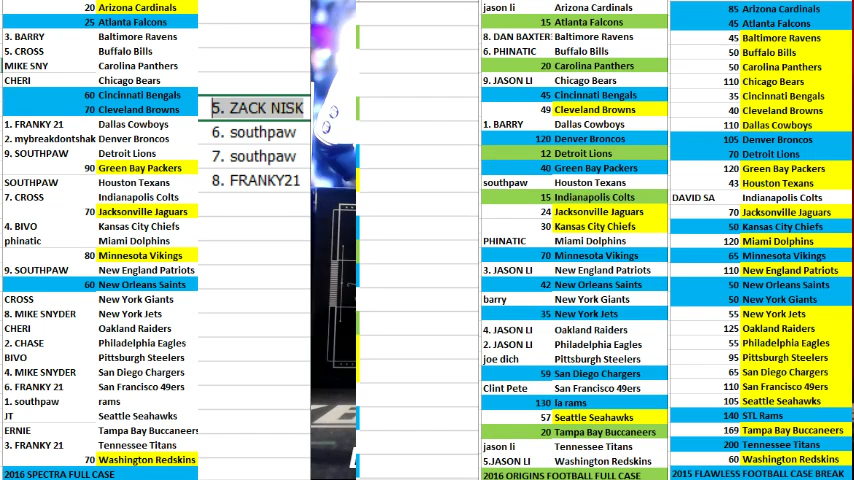 20 Arizona Cardinals
25 Atlanta Falcons
3. BARRY Baltimore Ravens
5. CROSS Buffalo Bills
MIKE SNY Carolina Panthers
CHERI Chicago Bears
60 Cincinnati Bengals
70 Cleveland Browns
1. FRANKY 21 Dallas Cowboys
2. mybreakdontshak Denver Broncos
9. SOUTHPAW Detroit Lions
90 Green Bay Packers
SOUTHPAW Houston Texans
7. CROSS Indianapolis Colts
70 Jacksonville Jaguars
4. BIVO Kansas City Chiefs
phinatic Miami Dolphins
80 Minnesota Vikings
9. SOUTHPAW New England Patriots
60 New Orleans Saints
CROSS New York Giants
8. MIKE SNYDER New York Jets
CHERI Oakland Raiders
2. CHASE Philadelphia Eagles
BIVO Pittsburgh Steelers
4. MIKE SNYDER San Diego Chargers
6. FRANKY 21 San Francisco 49ers
1. southpaw rams
JT Seattle Seahawks
ERNIE Tampa Bay Buccaneers
3. FRANKY 21 Tennessee Titans
70 Washington Redskins
2016 SPECTRA FULL CASE
5. ZACK NISK
6. southpaw
7. southpaw
8. FRANKY21
jason li Arizona Cardinals
15 Atlanta Falcons
8. DAN BAXTER Baltimore Ravens
6. PHINATIC Buffalo Bills
20 Carolina Panthers
9. JASON LI Chicago Bears
45 Cincinnati Bengals
49 Cleveland Browns
1. BARRY Dallas Cowboys
120 Denver Broncos
12 Detroit Lions
40 Green Bay Packers
southpaw Houston Texans
15 Indianapolis Colts
24 Jacksonville Jaguars
30 Kansas City Chiefs
PHINATIC Miami Dolphins
70 Minnesota Vikings
3. JASON LI New England Patriots
42 New Orleans Saints
barry New York Giants
35 New York Jets
4. JASON LI Oakland Raiders
2. JASON LI Philadelphia Eagles
joe dich Pittsburgh Steelers
59 San Diego Chargers
Clint Pete San Francisco 49ers
130 la rams
57 Seattle Seahawks
20 Tampa Bay Buccaneers
jason li Tennessee Titans
5.JASON LI Washington Redskins
2016 ORIGINS FOOTBALL FULL CASE
85 Arizona Cardinals
45 Atlanta Falcons
45 Baltimore Ravens
50 Buffalo Bills
50 Carolina Panthers
110 Chicago Bears
35 Cincinnati Bengals
40 Cleveland Browns
110 Dallas Cowboys
105 Denver Broncos
70 Detroit Lions
120 Green Bay Packers
43 Houston Texans
DAVID SA Indianapolis Colts
70 Jacksonville Jaguars
50 Kansas City Chiefs
120 Miami Dolphins
65 Minnesota Vikings
110 New England Patriots
50 New Orleans Saints
50 New York Giants
55 New York Jets
125 Oakland Raiders
55 Philadelphia Eagles
95 Pittsburgh Steelers
65 San Diego Chargers
110 San Francisco 49ers
105 Seattle Seahawks
140 STL Rams
169 Tampa Bay Buccaneers
200 Tennessee Titans
60 Washington Redskins
2015 FLAWLESS FOOTBALL CASE BREAK